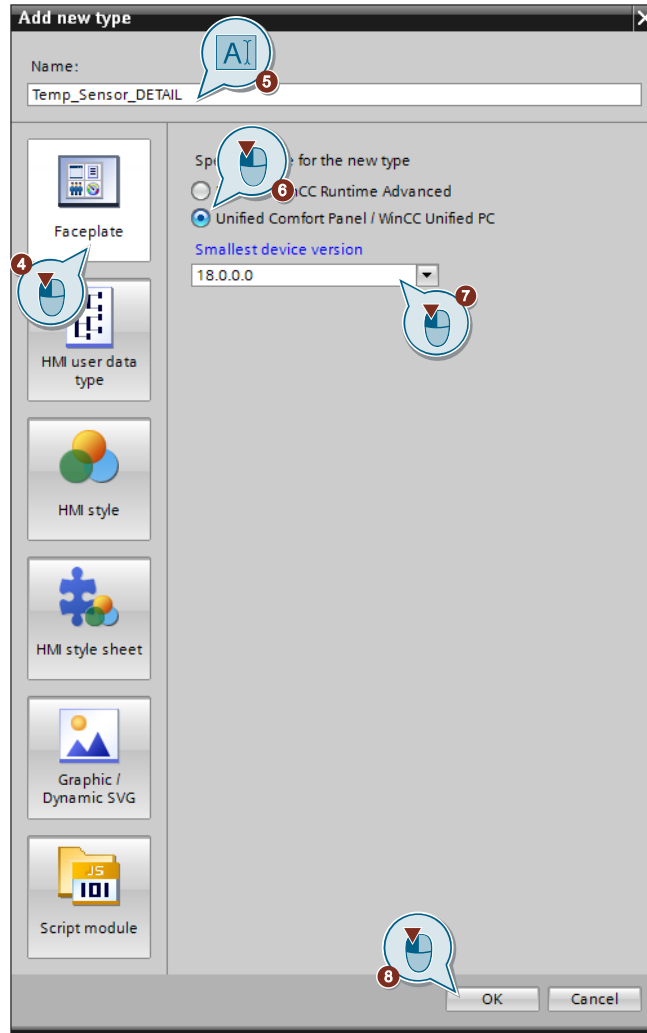 Add new type
Name:
A
5
Temp_Sensor_DETAIL
for the new type
6
CC Runtime Advanced
Unified Comfort Panel / WinCC Unified PC
Smallest device version
18.0.0.0
7
Faceplate
4
HMI user data
type
HMI style
HMI style sheet
Graphic /
Dynamic SVG
JS
101
Script module
8
OK
Cancel